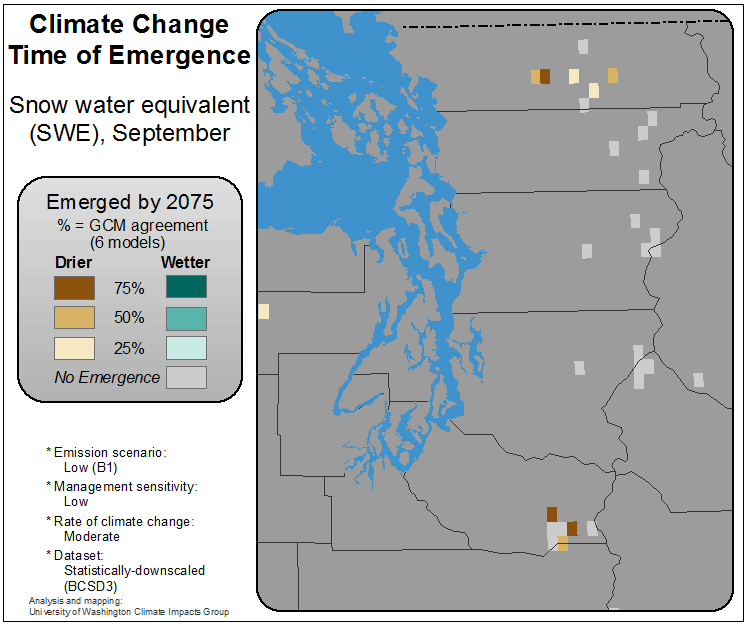 Climate Change
Time of Emergence
Snow water equivalent
(SWE), September
Emerged by 2075
% = GCM agreement
(6 models)
Drier Wetter
75%
50%
25%
No Emergence
* Emission scenario:
Low (B1)
* Management sensitivity:
Low
* Rate of climate change:
Moderate
* Dataset:
Statistically-downscaled
(BCSD3)
Analysis and mapping:
University of Washington Climate Impacts Group